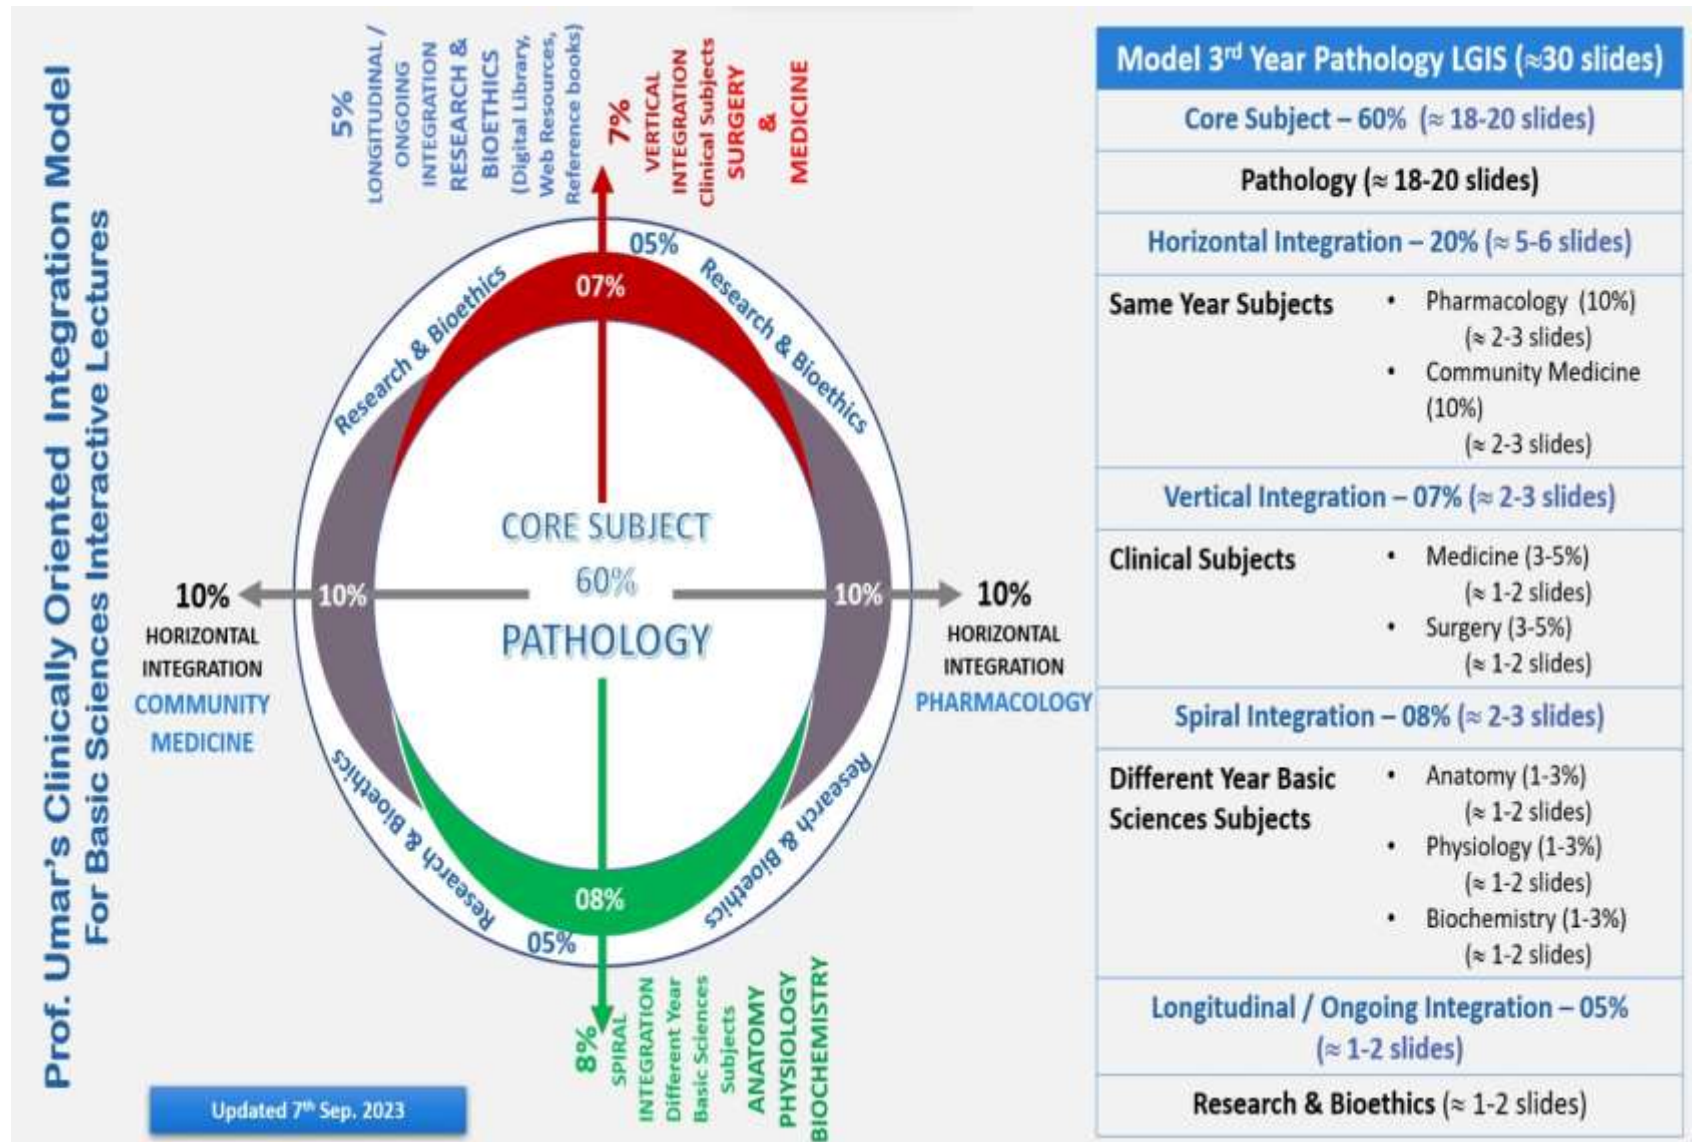 Prof. Umar's Clinically Oriented Integration Model
For Basic Sciences Interactive Lectures
5%
LONGITUDINAL /
ONGOING
INTEGRATION
RESEARCH &
BIOETHICS
(Digital Library,
Web Resources,
Reference books)
7%
VERTICAL
INTEGRATION
Clinical Subjects
SURGERY
&
MEDICINE
05%
07%
Research & Bioethics
Research & Bioethics
CORE SUBJECT
60%
PATHOLOGY
10%
10%
HORIZONTAL
INTEGRATION
COMMUNITY
MEDICINE
10%
10%
HORIZONTAL
INTEGRATION
PHARMACOLOGY
Research & Bioethics
Research & Bioethics
08%
05%
8%
SPIRAL
INTEGRATION
Different Year
Basic Sciences
Subjects
ANATOMY
PHYSIOLOGY
BIOCHEMISTRY
Updated 7th Sep. 2023
Model 3rd Year Pathology LGIS (≈30 slides)
Core Subject – 60% (≈ 18-20 slides)
Pathology (≈ 18-20 slides)
Horizontal Integration – 20% (≈ 5-6 slides)
Same Year Subjects
• Pharmacology (10%)
(≈ 2-3 slides)
• Community Medicine
(10%)
(≈ 2-3 slides)
Vertical Integration – 07% (≈ 2-3 slides)
Clinical Subjects
• Medicine (3-5%)
(≈ 1-2 slides)
• Surgery (3-5%)
(≈ 1-2 slides)
Spiral Integration – 08% (≈ 2-3 slides)
Different Year Basic
Sciences Subjects
• Anatomy (1-3%)
(≈ 1-2 slides)
• Physiology (1-3%)
(≈ 1-2 slides)
• Biochemistry (1-3%)
(≈ 1-2 slides)
Longitudinal / Ongoing Integration – 05%
(≈ 1-2 slides)
Research & Bioethics (≈ 1-2 slides)